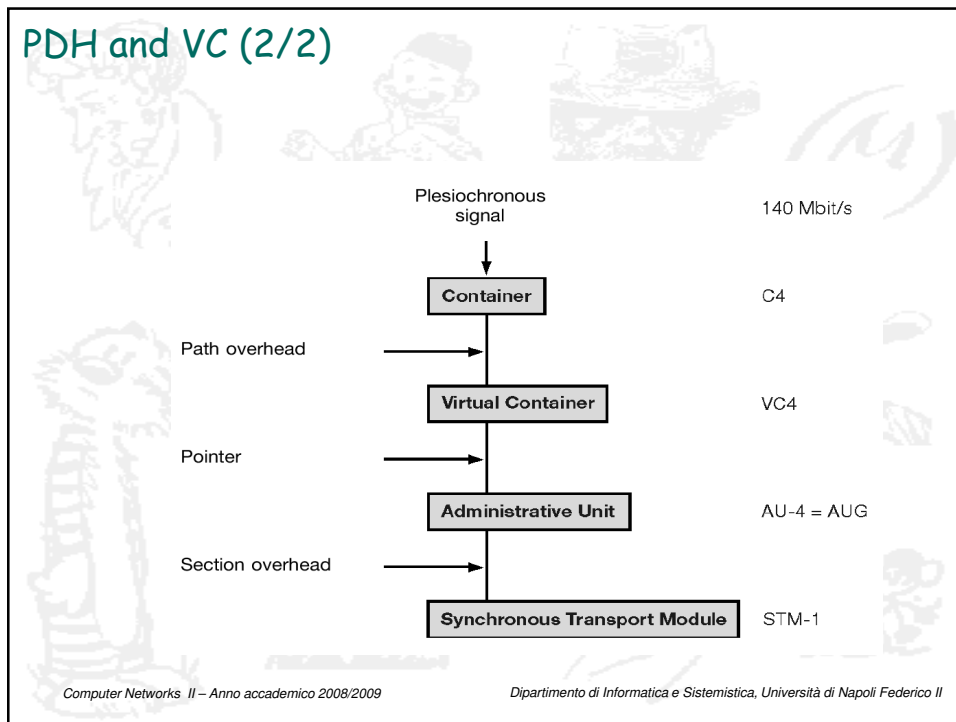 PDH and VC (2/2)
Plesiochronous
signal
140 Mbit/s
Container
C4
Path overhead
Virtual Container
VC4
Pointer
Administrative Unit
AU-4 = AUG
Section overhead
Synchronous Transport Module
STM-1
Computer Networks II – Anno accademico 2008/2009
Dipartimento di Informatica e Sistemistica, Università di Napoli Federico II